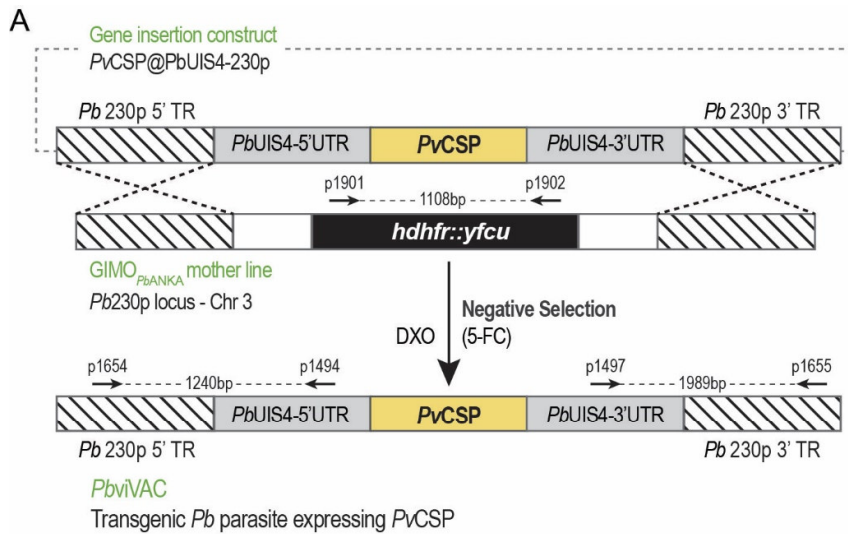 A
Gene insertion construct
PvCSP@PbUIS4-230p
Pb 230p 5' TR
Pb 230p 3' TR
PbUIS4-5'UTR
PvCSP
PbUIS4-3'UTR
p1901
1108bp
p1902
hdhfr::yfcu
GIMOPbANKA mother line
Pb230p locus - Chr 3
DXO
Negative Selection
(5-FC)
p1654
1240bp
p1494
p1497
1989bp
p1655
PbUIS4-5'UTR
PvCSP
PbUIS4-3'UTR
Pb 230p 5' TR
Pb 230p 3' TR
PbviVAC
Transgenic Pb parasite expressing PvCSP